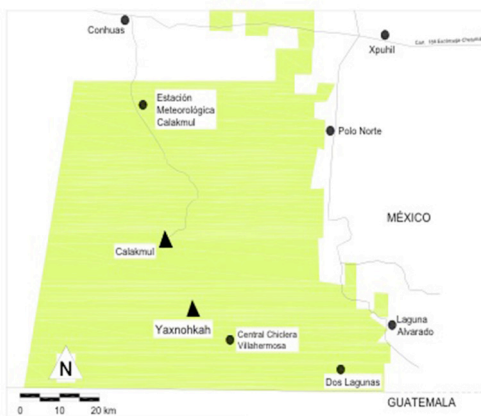 Conhuas
Xpuhil
Estación
Meteorológica
Calakmul
Polo Norte
MÉXICO
Calakmul
Yaxnohkah
Central Chiclera
Villahermosa
Laguna
Alvarado
N
Dos Lagunas
GUATEMALA
0 10 20 km